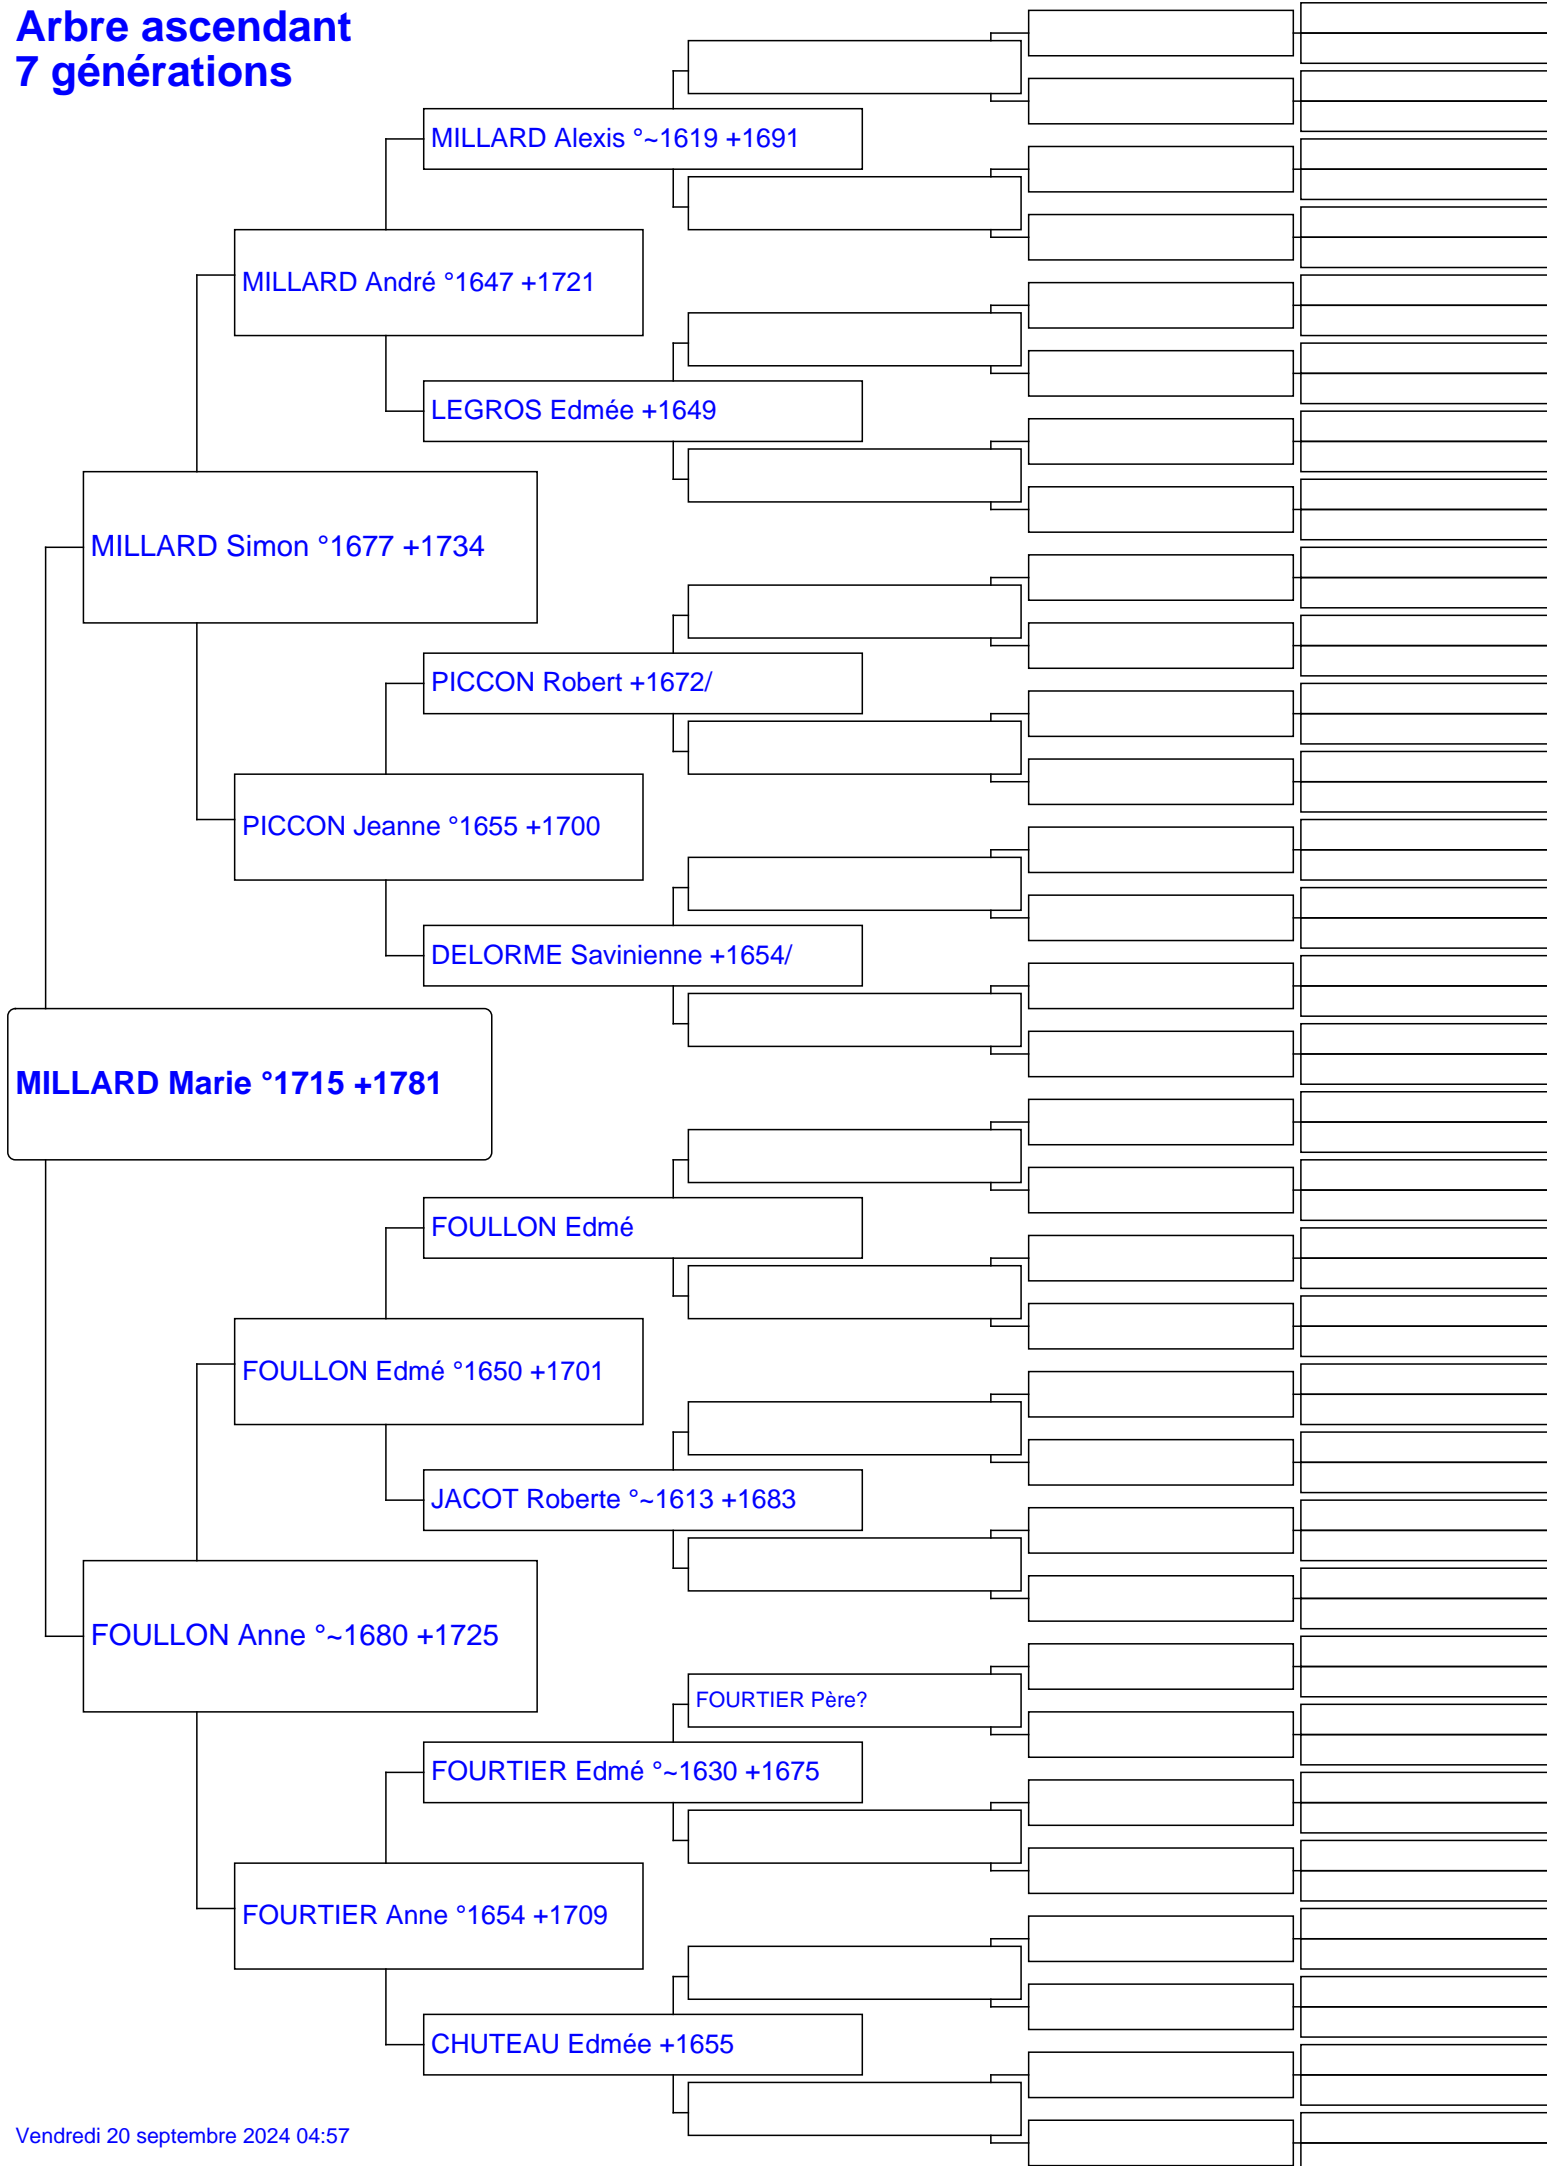 Arbre ascendant
7 générations
MILLARD Alexis °~1619 +1691
MILLARD André °1647 +1721
LEGROS Edmée +1649
MILLARD Simon °1677 +1734
PICCON Robert +1672/
PICCON Jeanne °1655 +1700
DELORME Savinienne +1654/
MILLARD Marie °1715 +1781
FOULLON Edmé
FOULLON Edmé °1650 +1701
JACOT Roberte °~1613 +1683
FOULLON Anne °~1680 +1725
FOURTIER Père?
FOURTIER Edmé °~1630 +1675
FOURTIER Anne °1654 +1709
CHUTEAU Edmée +1655
Vendredi 20 septembre 2024 04:57